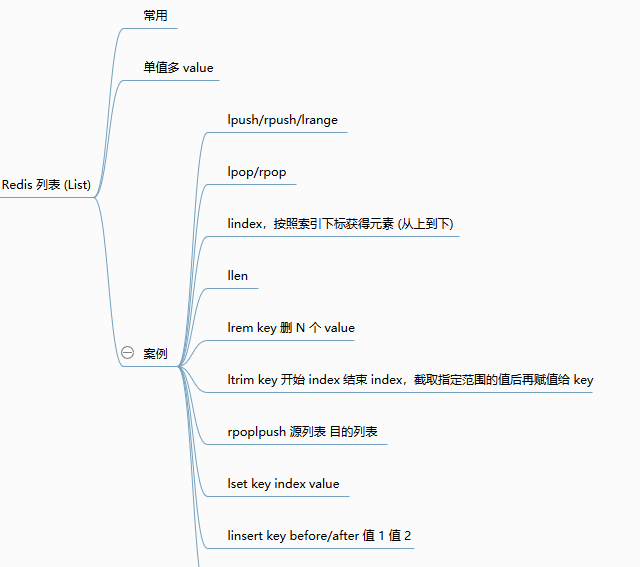 常用
单值多 value
Redis 列表 (List)
案例
lpush/rpush/lrange
lpop/rpop
lindex，按照索引下标获得元素 (从上到下)
llen
lrem key 删 N 个 value
ltrim key 开始 index 结束 index，截取指定范围的值后再赋值给 key
rpoplpush 源列表 目的列表
lset key index value
linsert key before/after 值 1 值 2